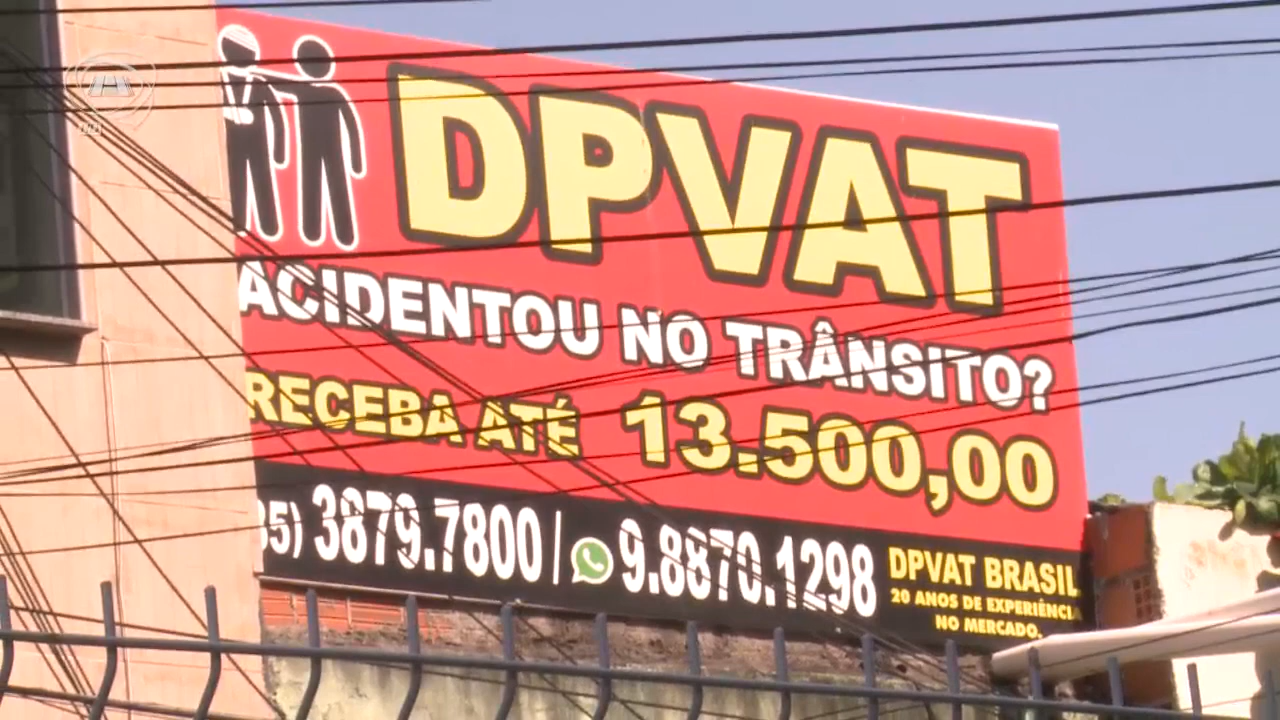 DPVAT
ACIDENTOU NO TRÂNSITO?
RECEBA ATÉ 13.500,00
85) 3879.7800 / 9.8870.1298
DPVAT BRASIL
20 ANOS DE EXPERIÊNCIA
NO MERCADO.